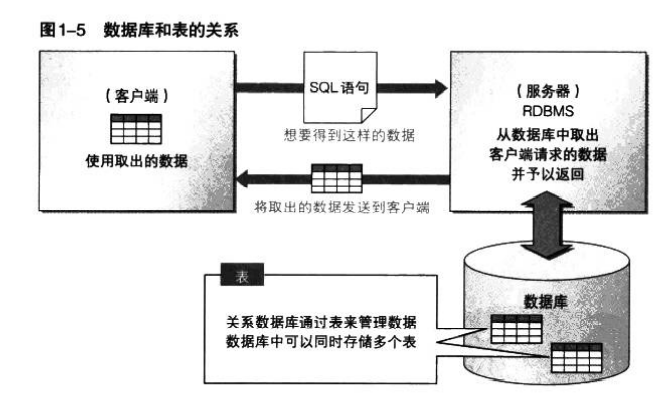 图1-5 数据库和表的关系
(客户端)
使用取出的数据
SQL 语句
想要得到这样的数据
将取出的数据发送到客户端
(服务器)
RDBMS
从数据库中取出
客户端请求的数据
并予以返回
数据库
表
关系数据库通过表来管理数据
数据库中可以同时存储多个表